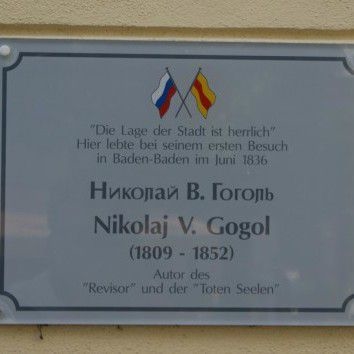 "Die Lage der Stadt ist herrlich"
Hier lebte bei seinem ersten Besuch
in Baden-Baden im Juni 1836
Николай В. Гоголь
Nikolaj V. Gogol
(1809 - 1852)
Autor des
"Revisor" und der "Toten Seelen"